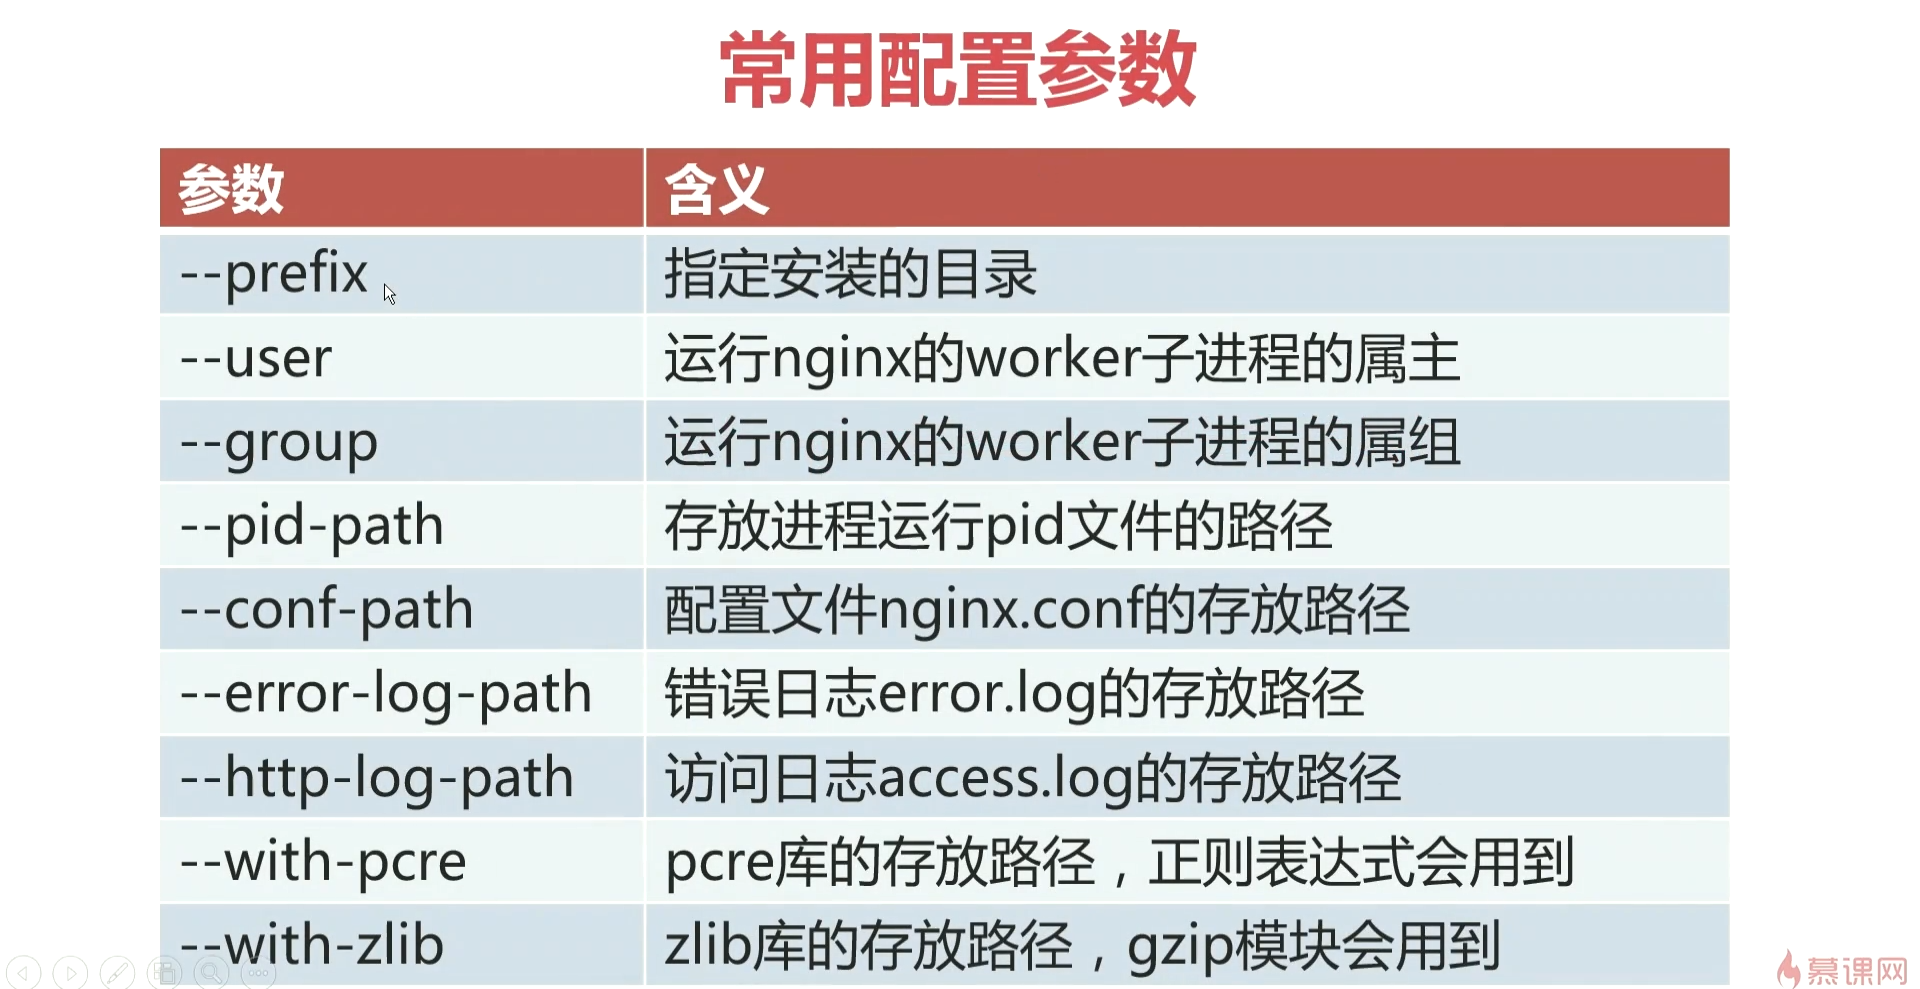 常用配置参数
参数 含义
--prefix 指定安装的目录
--user 运行nginx的worker子进程的属主
--group 运行nginx的worker子进程的属组
--pid-path 存放进程运行pid文件的路径
--conf-path 配置文件nginx.conf的存放路径
--error-log-path 错误日志error.log的存放路径
--http-log-path 访问日志access.log的存放路径
--with-pcre pcre库的存放路径，正则表达式会用到
--with-zlib zlib库的存放路径，gzip模块会用到
慕课网